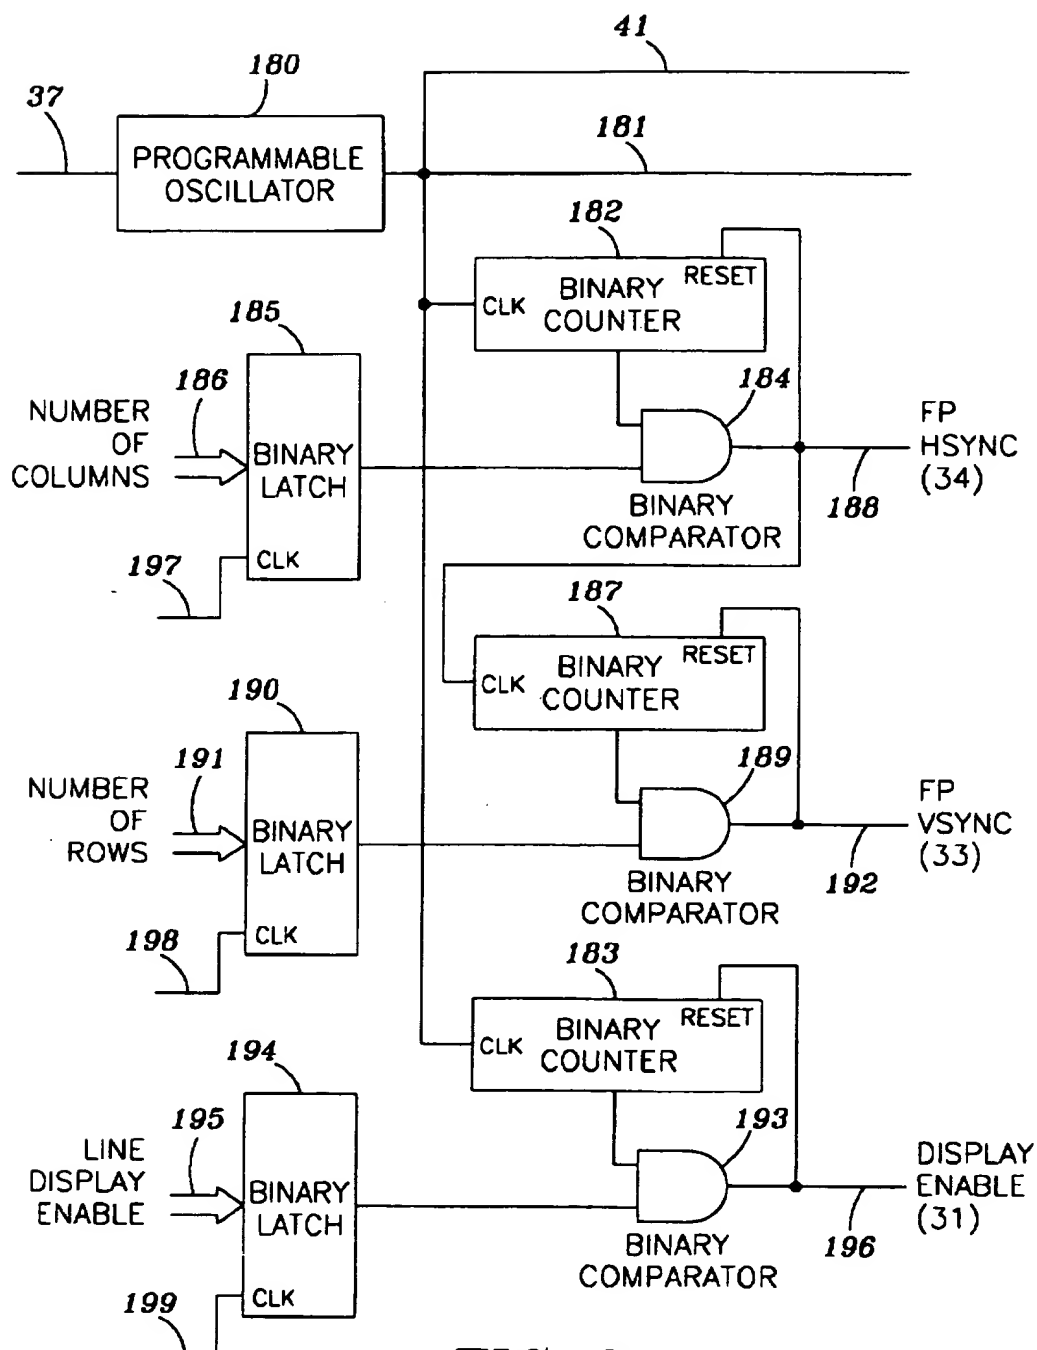 41
180
37
181
PROGRAMMABLE
OSCILLATOR
182
RESET
CLK
BINARY
COUNTER
185
186
184
NUMBER
OF
COLUMNS
BINARY
LATCH
CLK
197
FP
HSYNC
(34)
188
BINARY
COMPARATOR
187
RESET
CLK
BINARY
COUNTER
190
191
189
NUMBER
OF
ROWS
BINARY
LATCH
CLK
198
FP
VSYNC
(33)
192
BINARY
COMPARATOR
183
RESET
CLK
BINARY
COUNTER
194
195
193
LINE
DISPLAY
ENABLE
BINARY
LATCH
CLK
199
DISPLAY
ENABLE
(31)
196
BINARY
COMPARATOR